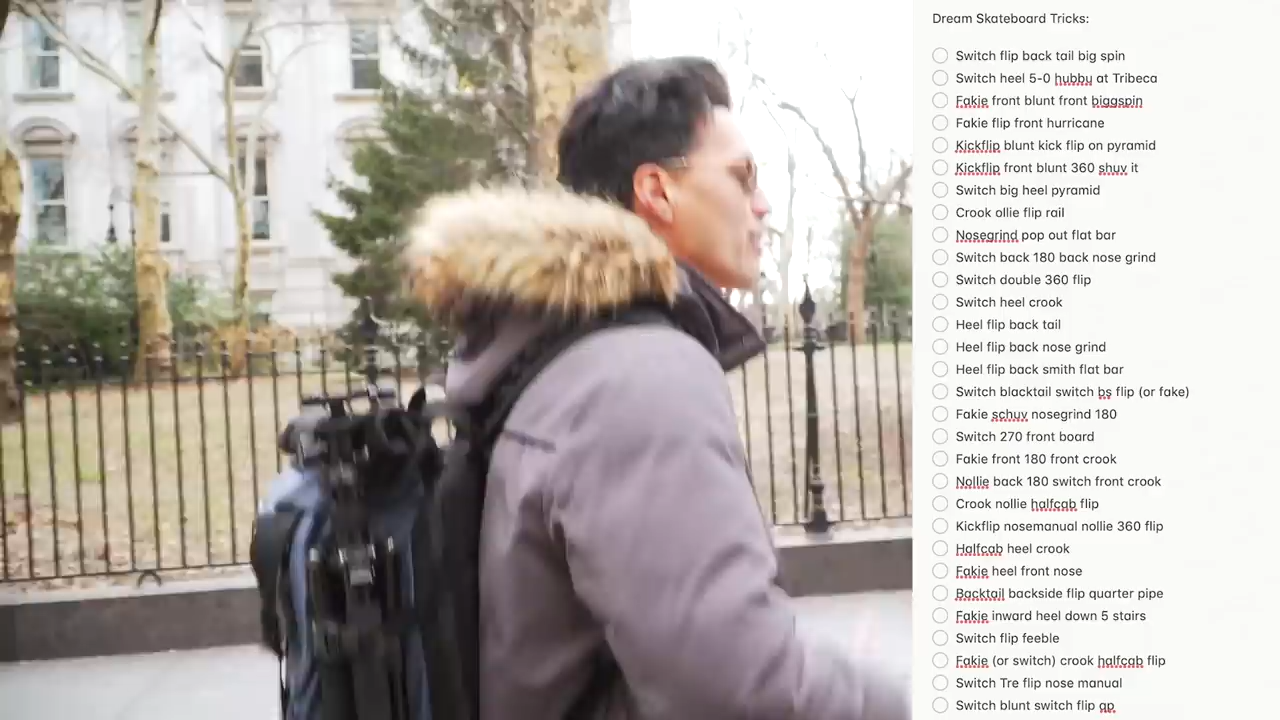 Dream Skateboard Tricks:
Switch flip back tail big spin
Switch heel 5-0 hubby at Tribeca
Fakie front blunt front biggspin
Fakie flip front hurricane
Kickflip blunt kick flip on pyramid
Kickflip front blunt 360 shuv it
Switch big heel pyramid
Crook ollie flip rail
Nosegrind pop out flat bar
Switch back 180 back nose grind
Switch double 360 flip
Switch heel crook
Heel flip back tail
Heel flip back nose grind
Heel flip back smith flat bar
Switch blacktail switch bs flip (or fake)
Fakie schuv nosegrind 180
Switch 270 front board
Fakie front 180 front crook
Nollie back 180 switch front crook
Crook nollie halfcab flip
Kickflip nosemanual nollie 360 flip
Halfcab heel crook
Fakie heel front nose
Backtail backside flip quarter pipe
Fakie inward heel down 5 stairs
Switch flip feeble
Fakie (or switch) crook halfcab flip
Switch Tre flip nose manual
Switch blunt switch flip gp